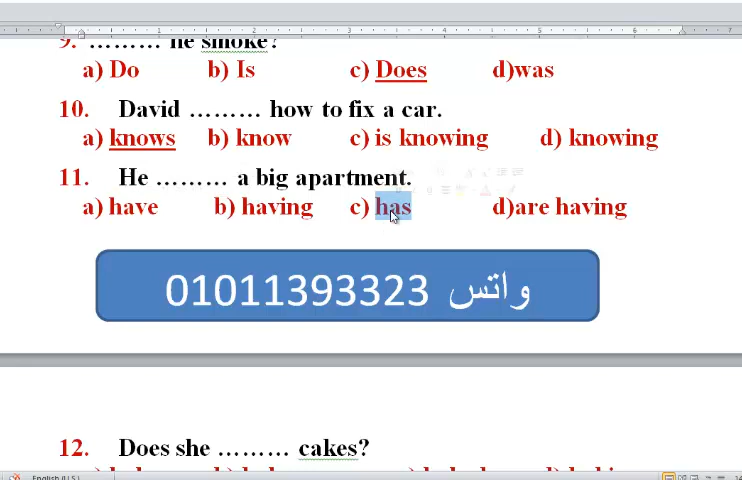 9. ……… he smoke?
a) Do b) Is c) Does d)was
10. David ……… how to fix a car.
a) knows b) know c) is knowing d) knowing
11. He ……… a big apartment.
a) have b) having c) has d)are having
واتس 01011393323
12. Does she ……… cakes?
English (U.S.)